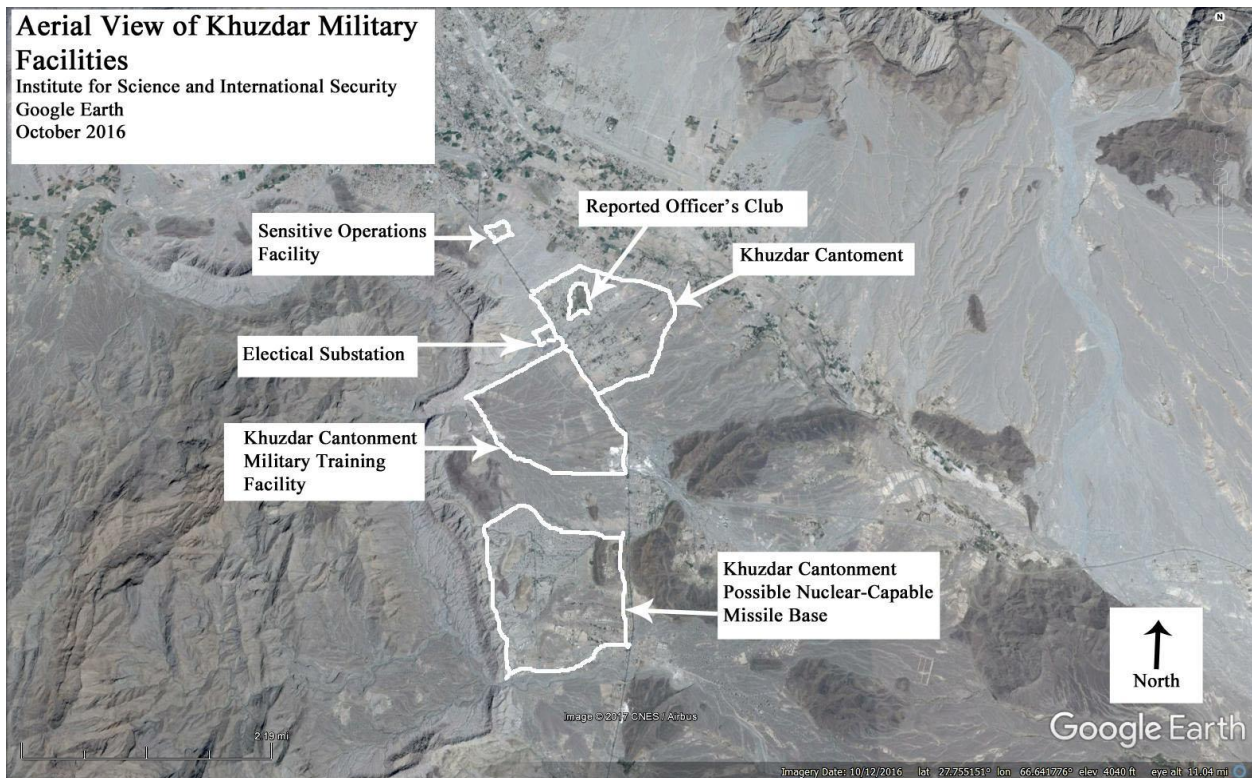 Aerial View of Khuzdar Military
Facilities
Institute for Science and International Security
Google Earth
October 2016
N
Reported Officer's Club
Sensitive Operations
Facility
Khuzdar Cantoment
Electical Substation
Khuzdar Cantonment
Military Training
Facility
Khuzdar Cantonment
Possible Nuclear-Capable
Missile Base
North
Image © 2017 CNES / Airbus
Google Earth
2.19 mi
Imagery Date: 10/12/2016 lat 27.755151° lon 66.641776° elev 4040 ft eye alt 11.04 mi